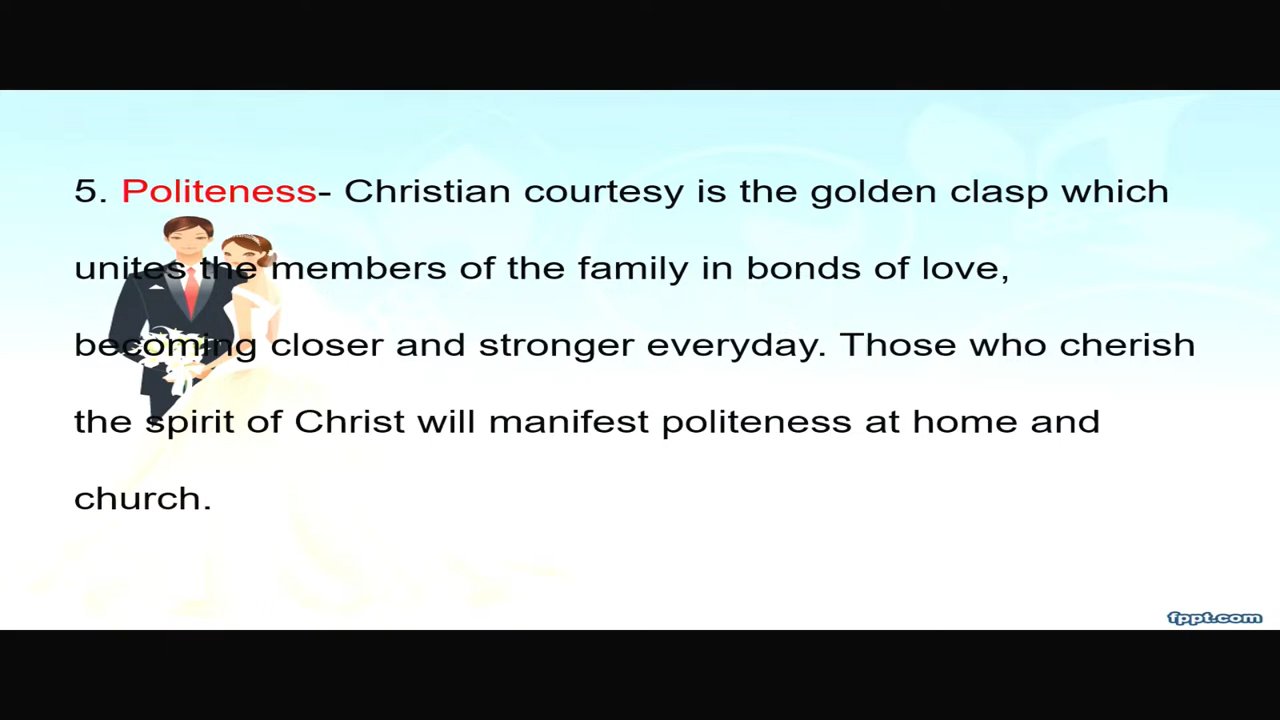 5. Politeness- Christian courtesy is the golden clasp which
unites the members of the family in bonds of love,
becoming closer and stronger everyday. Those who cherish
the spirit of Christ will manifest politeness at home and
church.
fppt.com